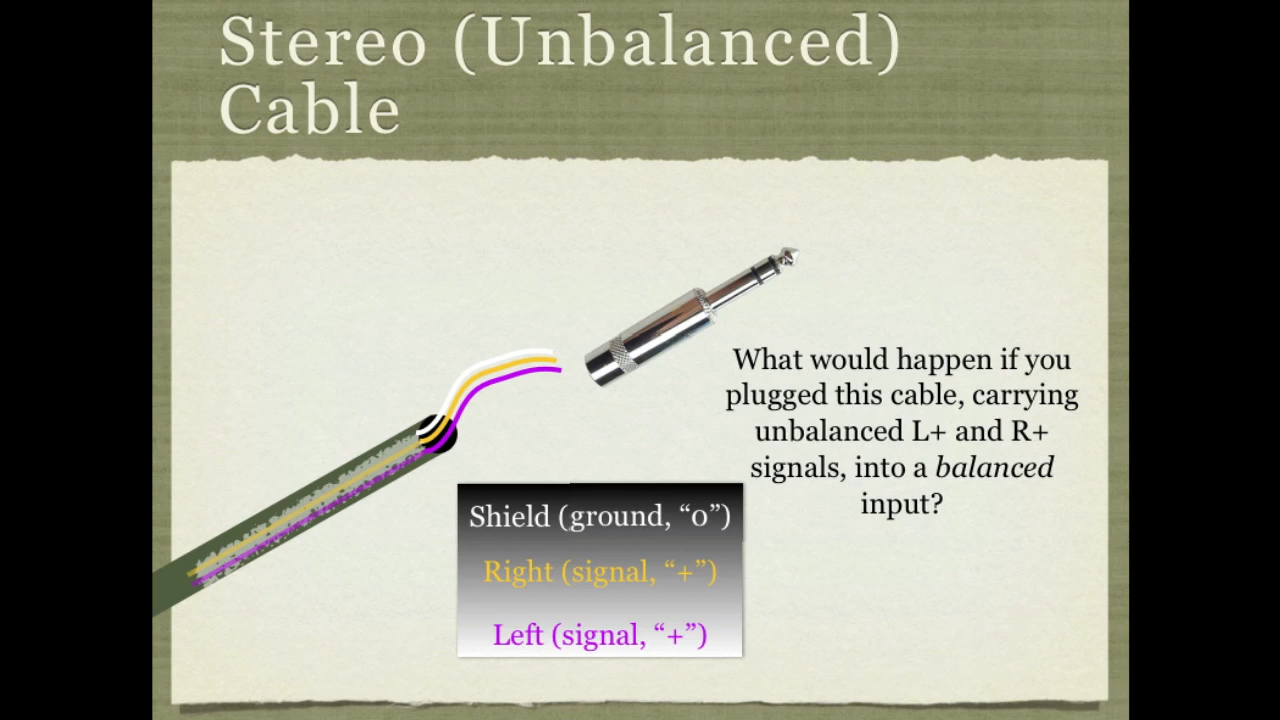 Stereo (Unbalanced)
Cable
What would happen if you
plugged this cable, carrying
unbalanced L+ and R+
signals, into a balanced
input?
Shield (ground, “0”)
Right (signal, “+”)
Left (signal, “+”)